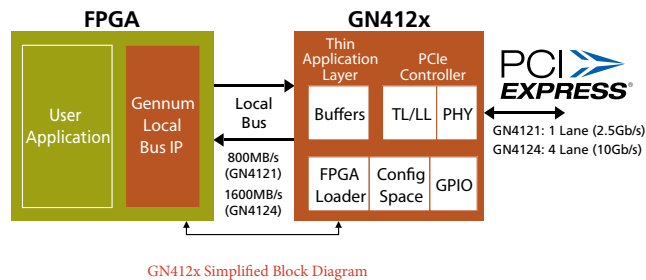 FPGA
User
Application
Gennum
Local
Bus IP
Local
Bus
800MB/s
(GN4121)
1600MB/s
(GN4124)
GN412x
Thin
Application
Layer
PCIe
Controller
Buffers
TL/LL
PHY
FPGA
Loader
Config
Space
GPIO
PCI
EXPRESS®
GN4121: 1 Lane (2.5Gb/s)
GN4124: 4 Lane (10Gb/s)
GN412x Simplified Block Diagram